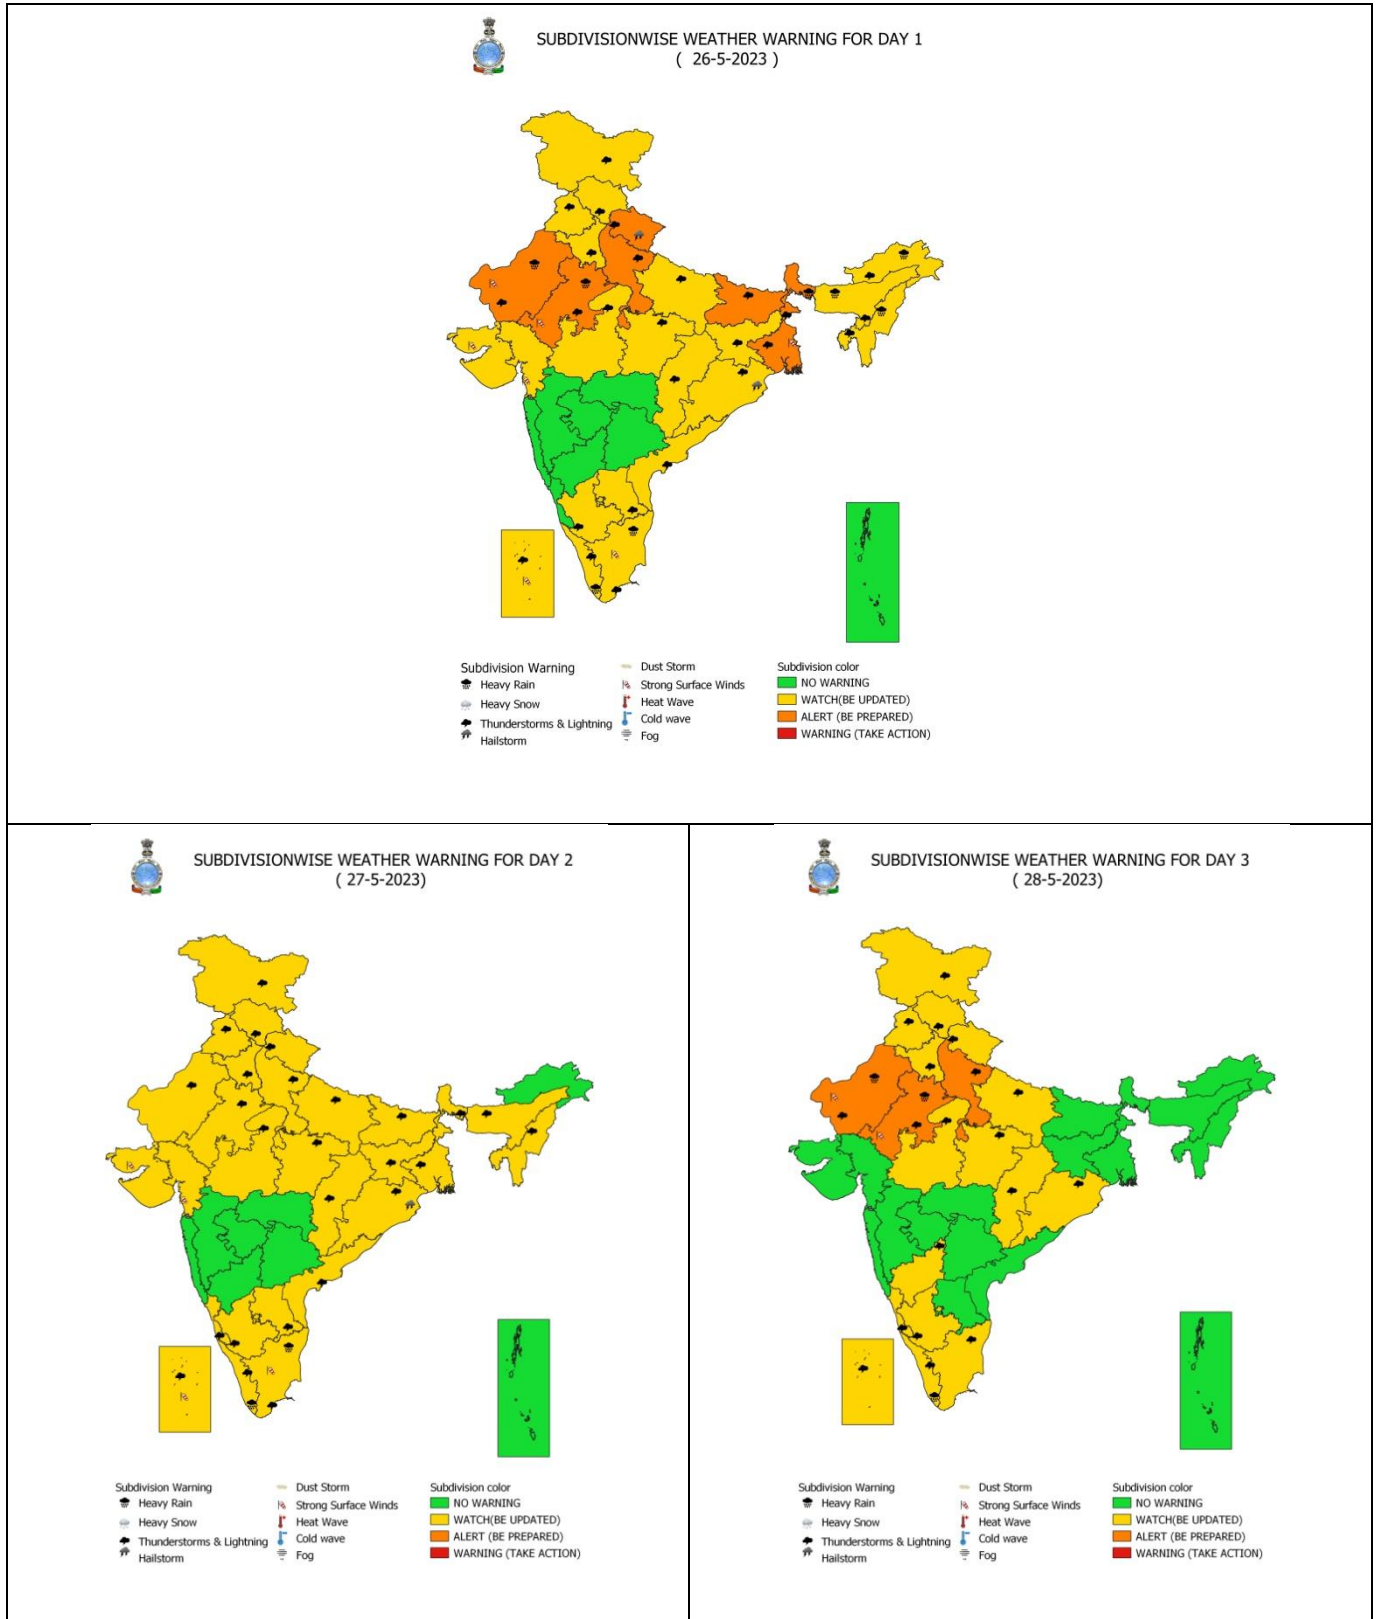 SUBDIVISIONWISE WEATHER WARNING FOR DAY 1
( 26-5-2023 )
Subdivision Warning
Heavy Rain
Heavy Snow
Thunderstorms & Lightning
Hailstorm
Dust Storm
Strong Surface Winds
Heat Wave
Cold wave
Fog
Subdivision color
NO WARNING
WATCH(BE UPDATED)
ALERT (BE PREPARED)
WARNING (TAKE ACTION)
SUBDIVISIONWISE WEATHER WARNING FOR DAY 2
( 27-5-2023)
Subdivision Warning
Heavy Rain
Heavy Snow
Thunderstorms & Lightning
Hailstorm
Dust Storm
Strong Surface Winds
Heat Wave
Cold wave
Fog
Subdivision color
NO WARNING
WATCH(BE UPDATED)
ALERT (BE PREPARED)
WARNING (TAKE ACTION)
SUBDIVISIONWISE WEATHER WARNING FOR DAY 3
( 28-5-2023)
Subdivision Warning
Heavy Rain
Heavy Snow
Thunderstorms & Lightning
Hailstorm
Dust Storm
Strong Surface Winds
Heat Wave
Cold wave
Fog
Subdivision color
NO WARNING
WATCH(BE UPDATED)
ALERT (BE PREPARED)
WARNING (TAKE ACTION)